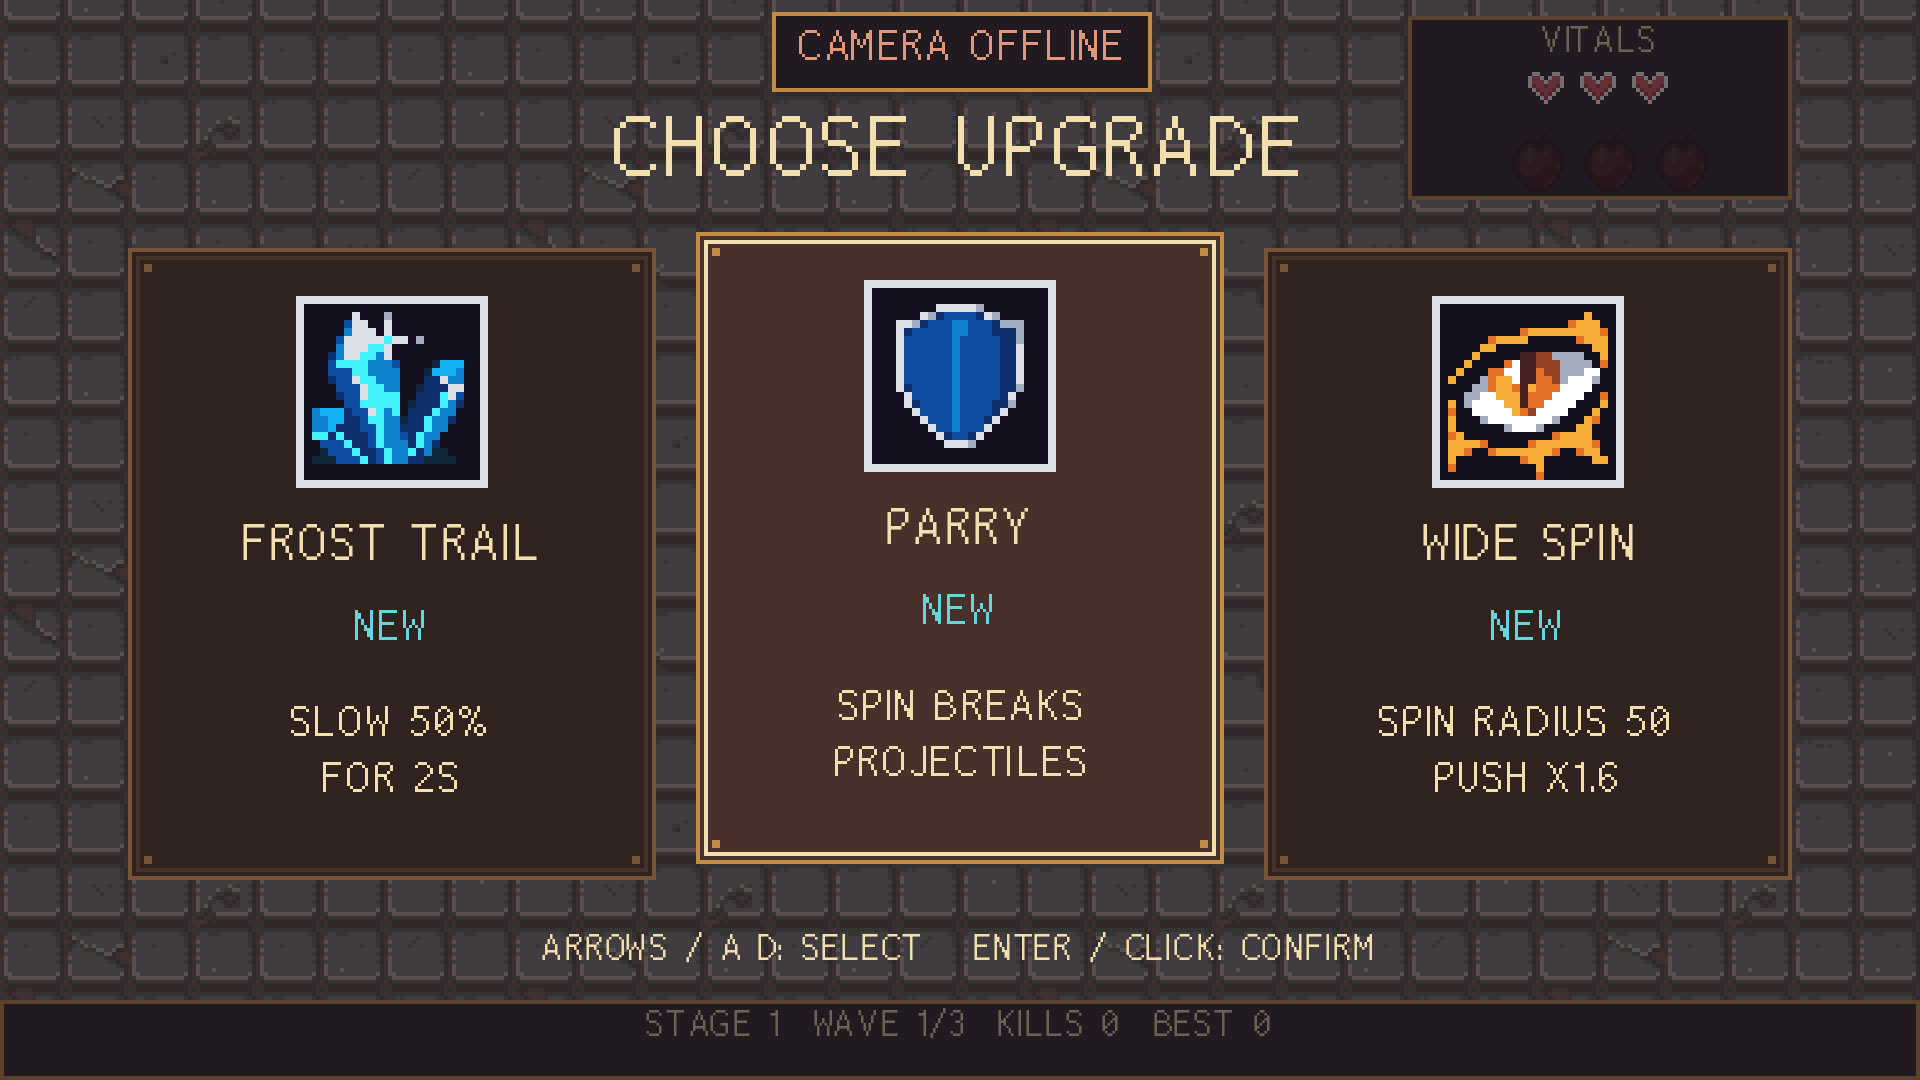 CAMERA OFFLINE
VITALS
CHOOSE UPGRADE
FROST TRAIL
NEW
SLOW 50%
FOR 2S
PARRY
NEW
SPIN BREAKS
PROJECTILES
WIDE SPIN
NEW
SPIN RADIUS 50
PUSH X1.6
ARROWS / A D: SELECT ENTER / CLICK: CONFIRM
STAGE 1 WAVE 1/3 KILLS 0 BEST 0